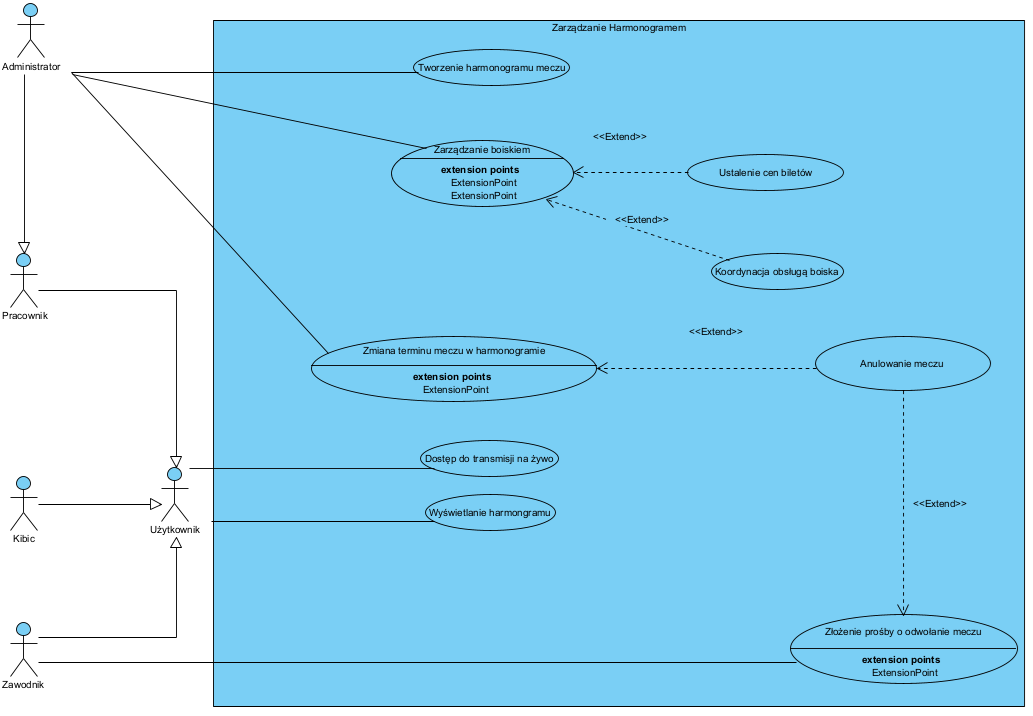 Zarządzanie Harmonogramem
Administrator
Tworzenie harmonogramu meczu
<<Extend>>
Zarządzanie boiskiem
extension points
ExtensionPoint
ExtensionPoint
Ustalenie cen biletów
<<Extend>>
Koordynacja obsługą boiska
Pracownik
<<Extend>>
Zmiana terminu meczu w harmonogramie
extension points
ExtensionPoint
Anulowanie meczu
Dostęp do transmisji na żywo
<<Extend>>
Wyświetlanie harmongramu
Użytkownik
Kibic
Złożenie prośby o odwołanie meczu
extension points
ExtensionPoint
Zawodnik